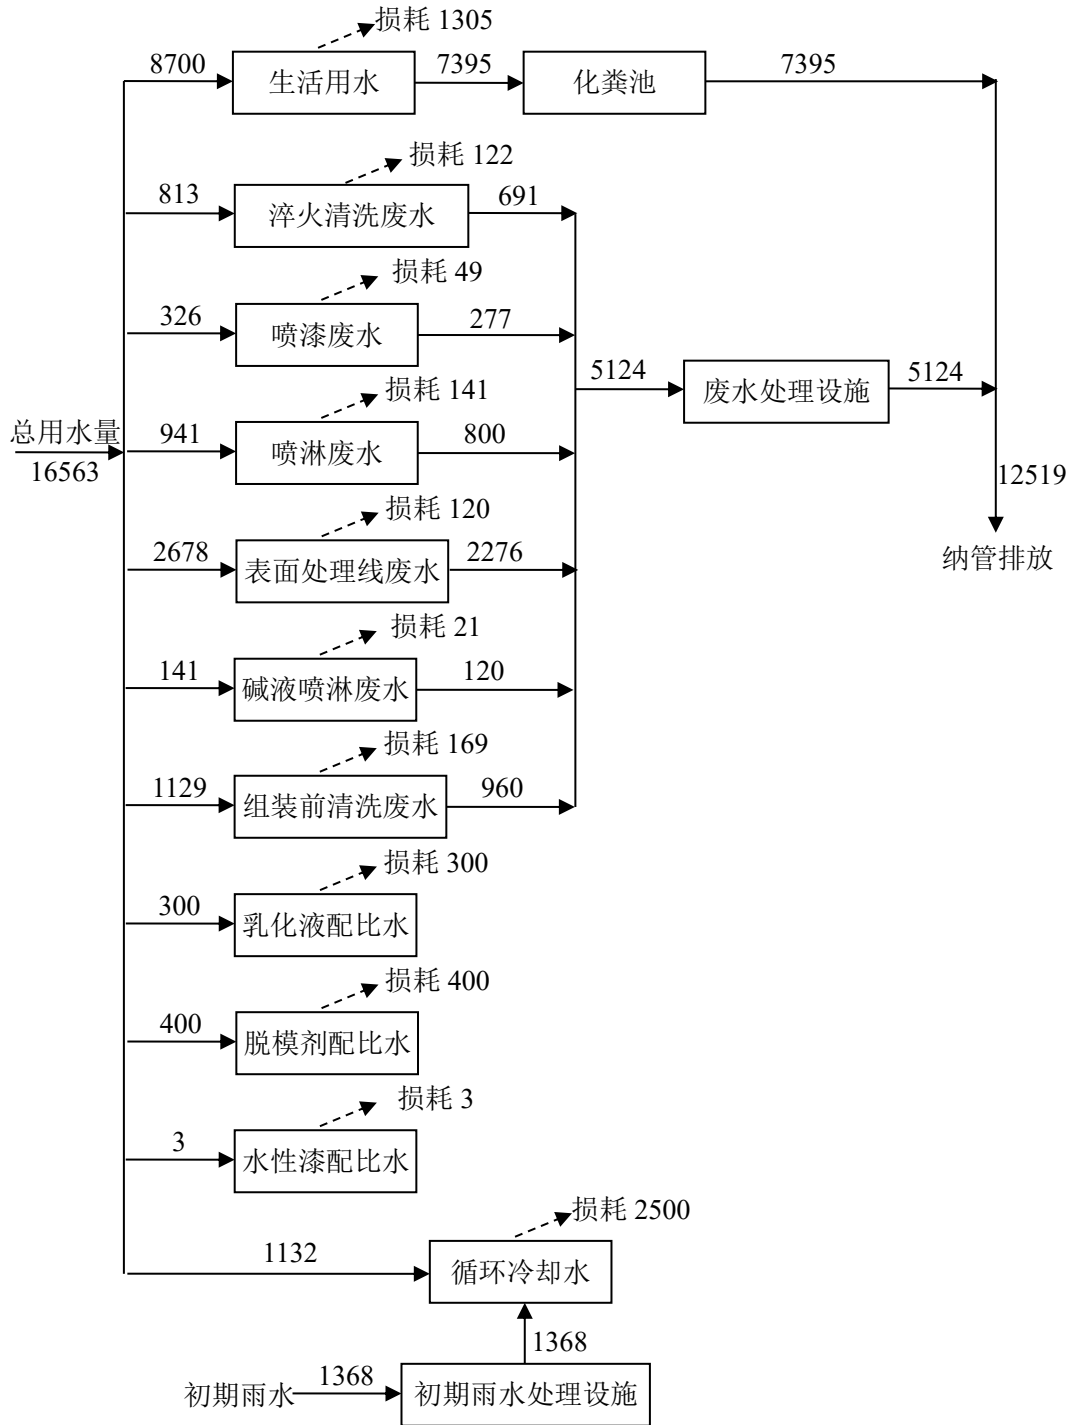 损耗 1305
8700
生活用水
7395
化粪池
7395
损耗 122
813
淬火清洗废水
691
损耗 49
326
喷漆废水
277
损耗 141
5124
废水处理设施
5124
总用水量
16563
941
喷淋废水
800
12519
纳管排放
损耗 120
2678
表面处理线废水
2276
损耗 21
141
碱液喷淋废水
120
损耗 169
1129
组装前清洗废水
960
损耗 300
300
乳化液配比水
损耗 400
400
脱模剂配比水
损耗 3
3
水性漆配比水
损耗 2500
1132
循环冷却水
1368
初期雨水
1368
初期雨水处理设施